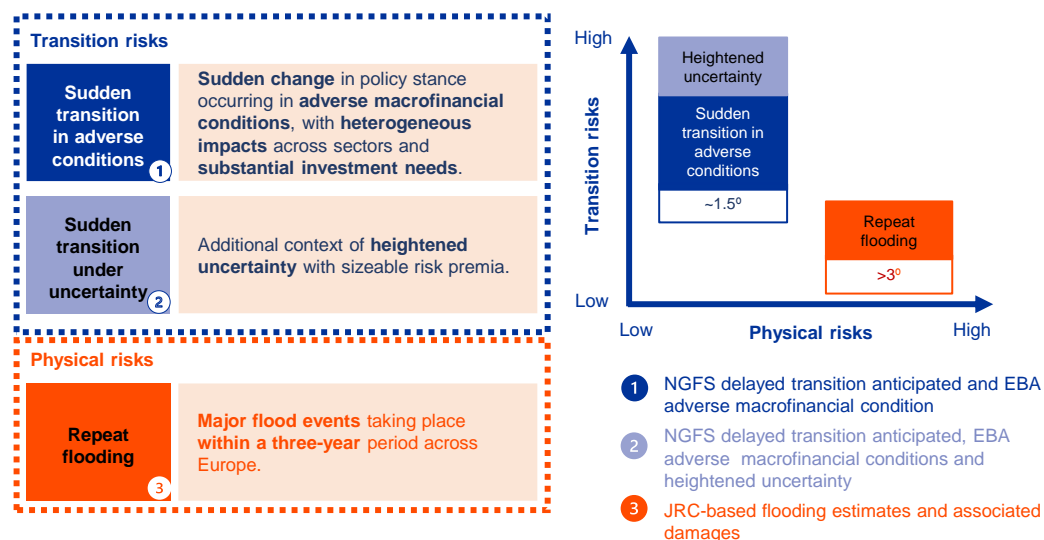 Transition risks
Sudden
transition
in adverse
conditions
1
Sudden change in policy stance
occurring in adverse macrofinancial
conditions, with heterogeneous
impacts across sectors and
substantial investment needs.
Sudden
transition
under
uncertainty
2
Additional context of heightened
uncertainty with sizeable risk premia.
Physical risks
Repeat
flooding
3
Major flood events taking place
within a three-year period across
Europe.
High
Transition risks
Heightened
uncertainty
Sudden
transition in
adverse
conditions
~1.5⁰
Repeat
flooding
>3⁰
Low
Low
Physical risks
High
1
NGFS delayed transition anticipated and EBA
adverse macrofinancial condition
2
NGFS delayed transition anticipated, EBA
adverse macrofinancial conditions and
heightened uncertainty
3
JRC-based flooding estimates and associated
damages